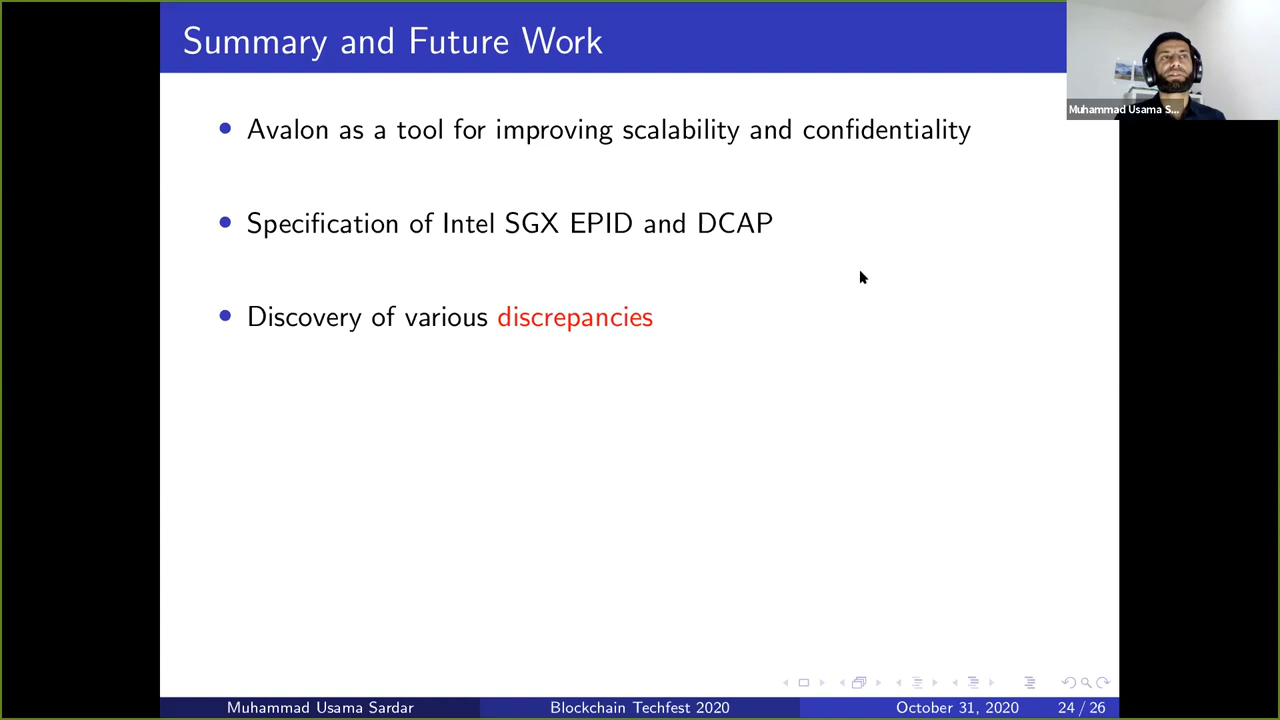 Summary and Future Work
Muhammad Usama S...
• Avalon as a tool for improving scalability and confidentiality
• Specification of Intel SGX EPID and DCAP
• Discovery of various discrepancies
Muhammad Usama Sardar
Blockchain Techfest 2020
October 31, 2020
24 / 26